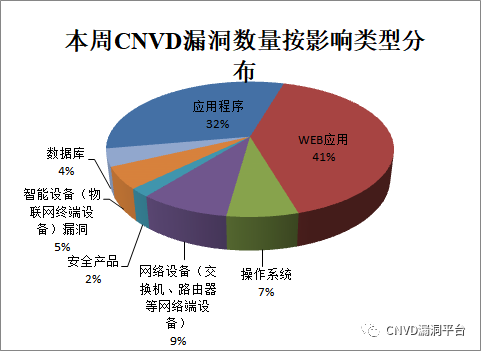 本周CNVD漏洞数量按影响类型分
布
应用程序
32%
WEB应用
41%
数据库
4%
智能设备（物
联网终端设
备）漏洞
5%
安全产品
2%
网络设备（交
换机、路由器
等网络端设
备）
9%
操作系统
7%
CNVD漏洞平台